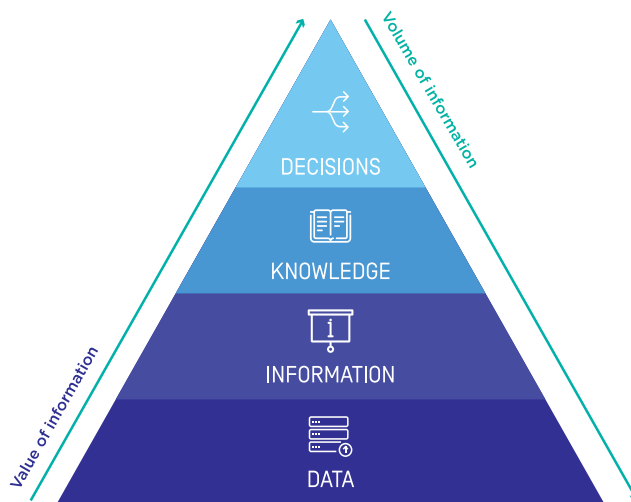 Volume of information
DECISIONS
KNOWLEDGE
i
INFORMATION
Value of information
DATA